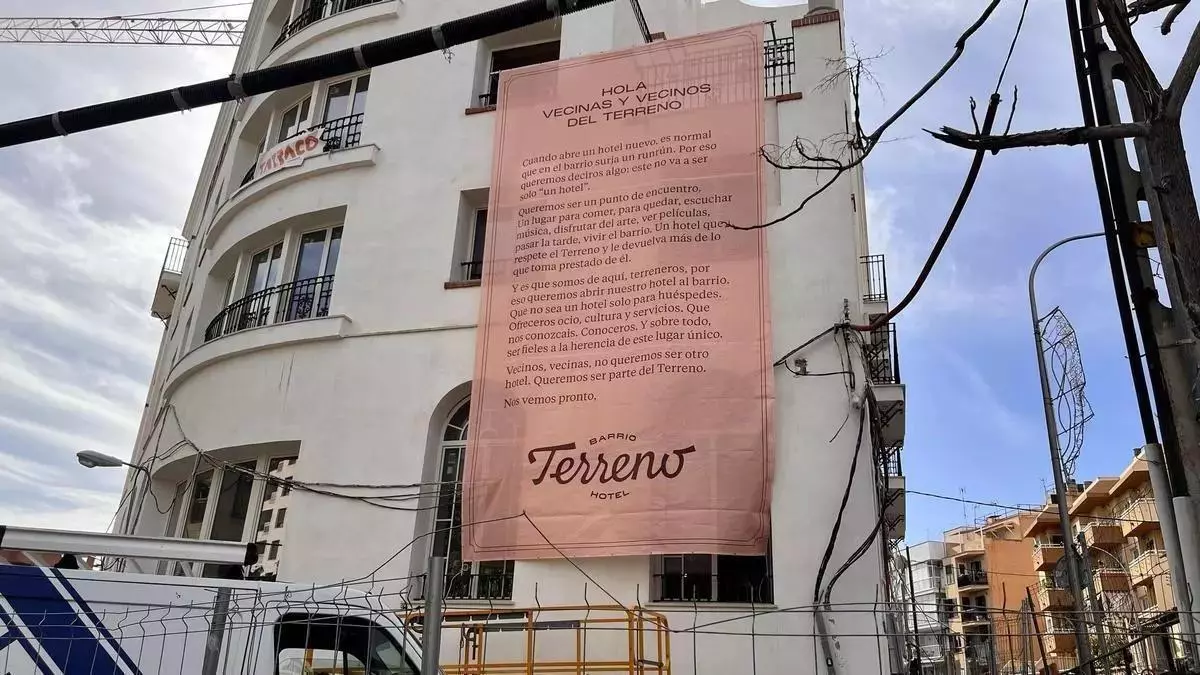 HOLA
VECINAS Y VECINOS
DEL TERRENO
Cuando abre un hotel nuevo, es normal
que en el barrio surja un runrún. Por eso
queremos deciros algo: este no va a ser
solo "un hotel".
Queremos ser un punto de encuentro,
Un lugar para comer, para quedar, escuchar
música, disfrutar del arte, ver películas,
pasar la tarde, vivir el barrio. Un hotel que
respete el Terreno y le devuelva más de lo
que toma prestado de él.
Y es que somos de aquí, terreneros, por
eso queremos abrir nuestro hotel al barrio.
Que no sea un hotel solo para huéspedes.
Ofreceros ocio, cultura y servicios. Que
nos conozcais. Conoceros. Y sobre todo,
ser fieles a la herencia de este lugar único.
Vecinos, vecinas, no queremos ser otro
hotel. Queremos ser parte del Terreno.
Nos vemos pronto,
BARRIO
Terreno
HOTEL